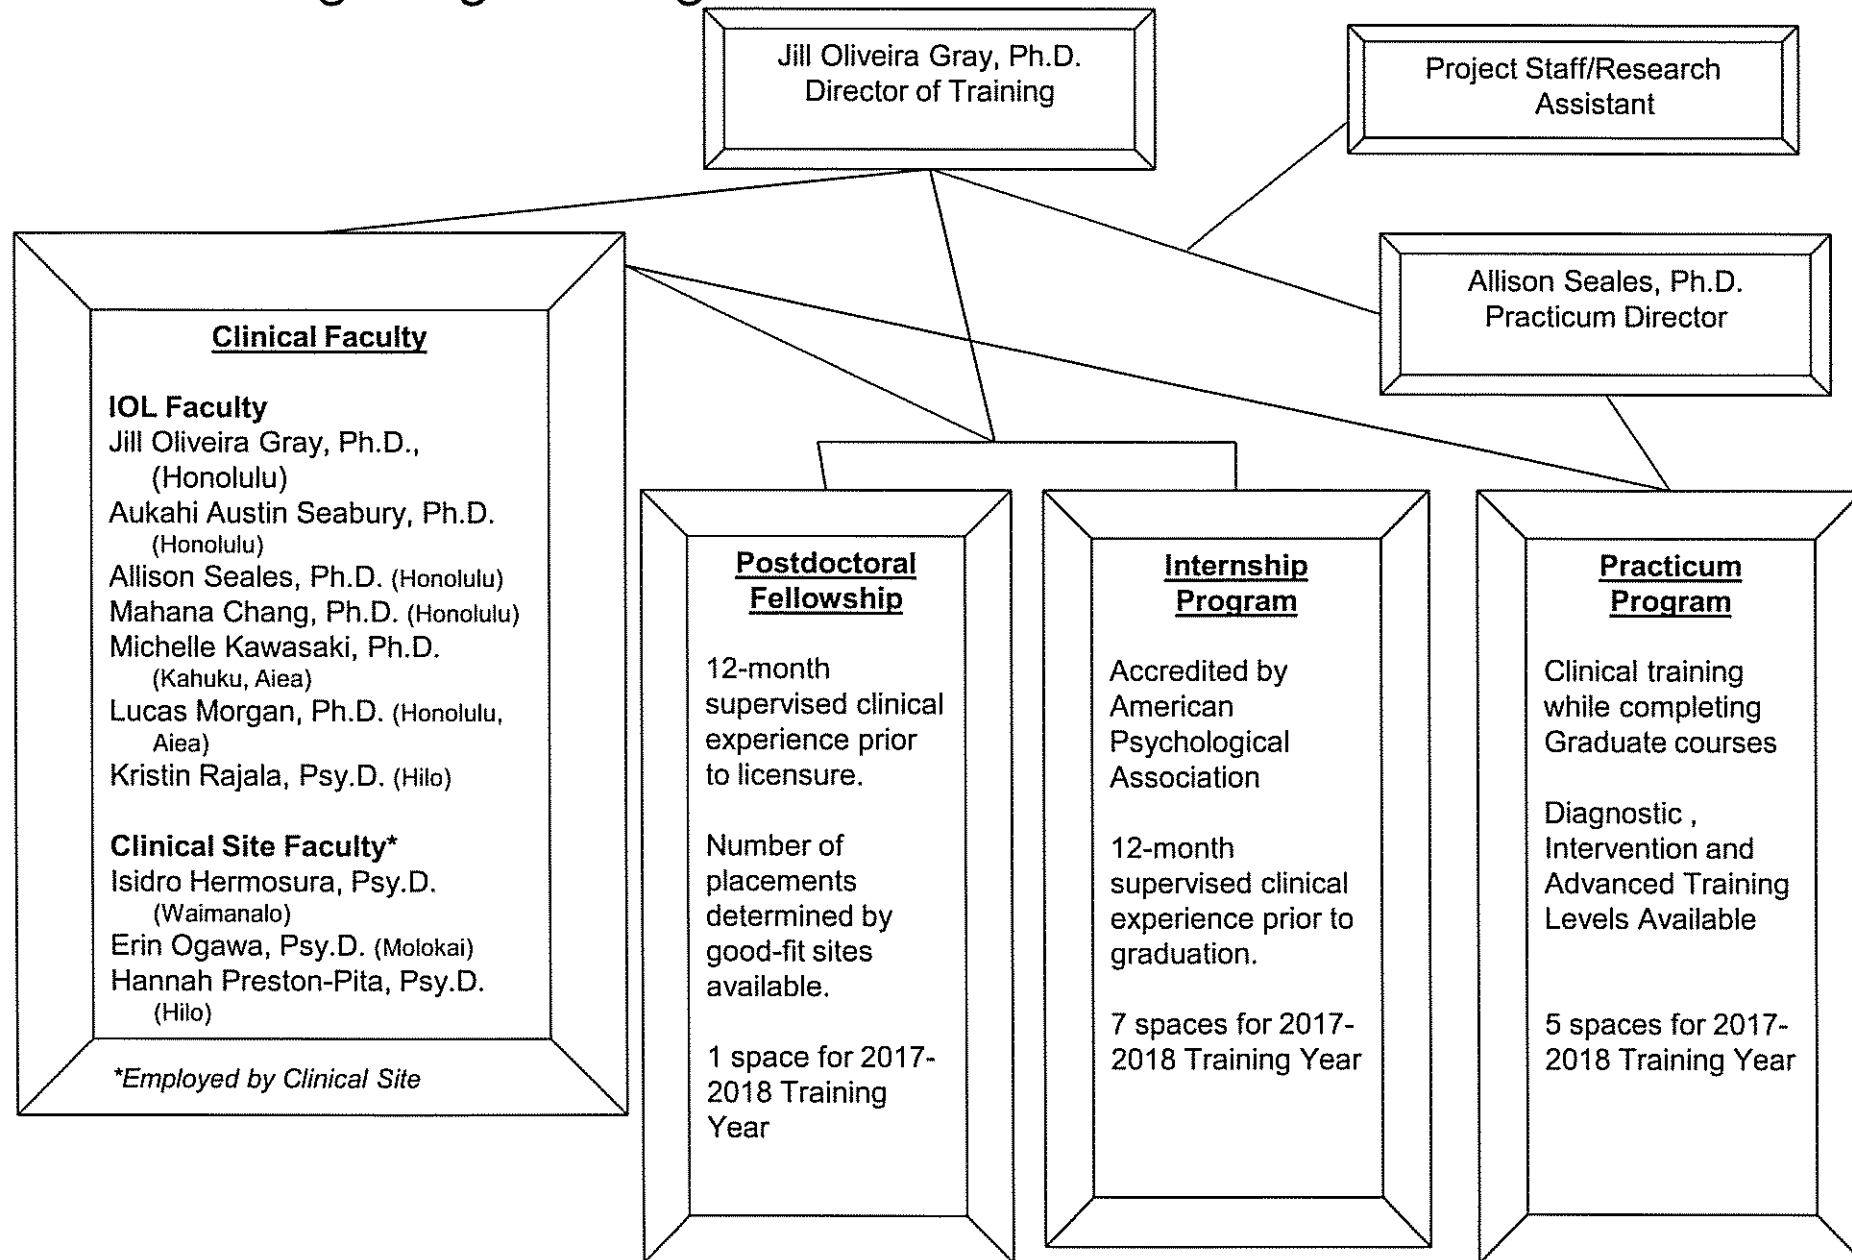 Jill Oliveira Gray, Ph.D.
Director of Training
Project Staff/Research
Assistant
Allison Seales, Ph.D.
Practicum Director
Clinical Faculty
IOL Faculty
Jill Oliveira Gray, Ph.D.,
(Honolulu)
Aukahi Austin Seabury, Ph.D.
(Honolulu)
Allison Seales, Ph.D. (Honolulu)
Mahana Chang, Ph.D. (Honolulu)
Michelle Kawasaki, Ph.D.
(Kahuku, Aiea)
Lucas Morgan, Ph.D. (Honolulu,
Aiea)
Kristin Rajala, Psy.D. (Hilo)
Clinical Site Faculty*
Isidro Hermosura, Psy.D.
(Waimanalo)
Erin Ogawa, Psy.D. (Molokai)
Hannah Preston-Pita, Psy.D.
(Hilo)
*Employed by Clinical Site
Postdoctoral
Fellowship
12-month
supervised clinical
experience prior
to licensure.
Number of
placements
determined by
good-fit sites
available.
1 space for 2017-
2018 Training
Year
Internship
Program
Accredited by
American
Psychological
Association
12-month
supervised clinical
experience prior to
graduation.
7 spaces for 2017-
2018 Training Year
Practicum
Program
Clinical training
while completing
Graduate courses
Diagnostic ,
Intervention and
Advanced Training
Levels Available
5 spaces for 2017-
2018 Training Year